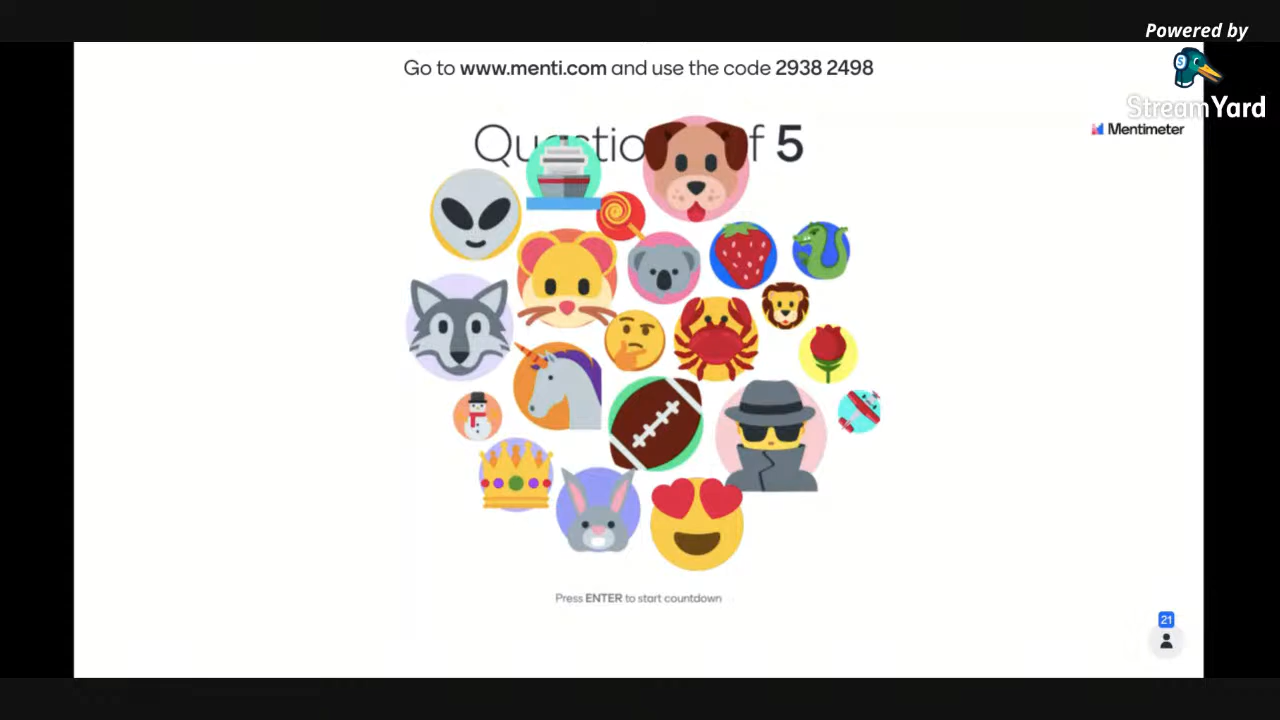 Powered by
StreamYard
Go to www.menti.com and use the code 2938 2498
Mentimeter
of 5
Press ENTER to start countdown
21